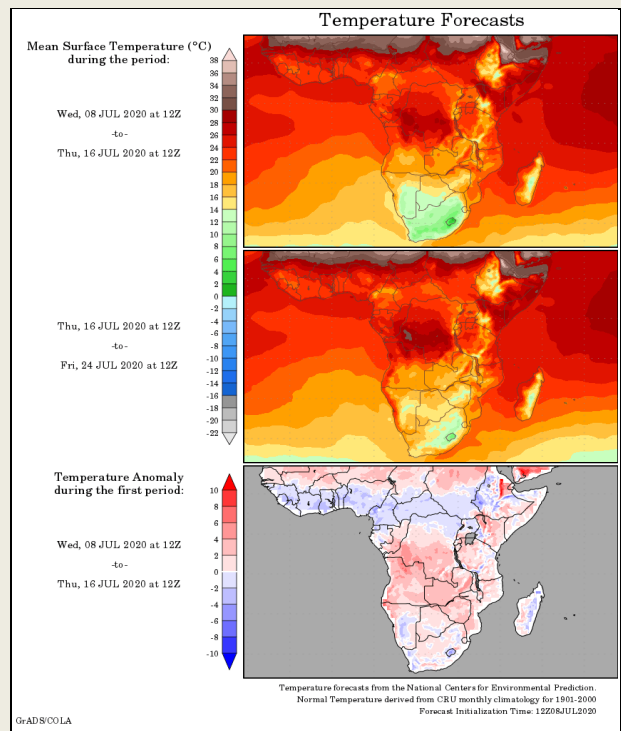 Temperature Forecasts
Mean Surface Temperature (°C)
during the period:
Wed, 08 JUL 2020 at 12Z
-to-
Thu, 16 JUL 2020 at 12Z
38
36
34
32
30
28
26
24
22
20
18
16
14
12
10
8
6
4
2
0
-2
-4
-6
-8
-10
-12
-14
-16
-17
-18
-20
-22
Thu, 16 JUL 2020 at 12Z
-to-
Fri, 24 JUL 2020 at 12Z
Temperature Anomaly
during the first period:
Wed, 08 JUL 2020 at 12Z
-to-
Thu, 16 JUL 2020 at 12Z
10
8
6
4
2
0
-2
-4
-6
-8
-10
Temperature forecasts from the National Centers for Environmental Prediction.
Normal Temperature derived from CRU monthly climatology for 1901-2000
Forecast Initialization Time: 12Z08JUL2020
GrADS/COLA